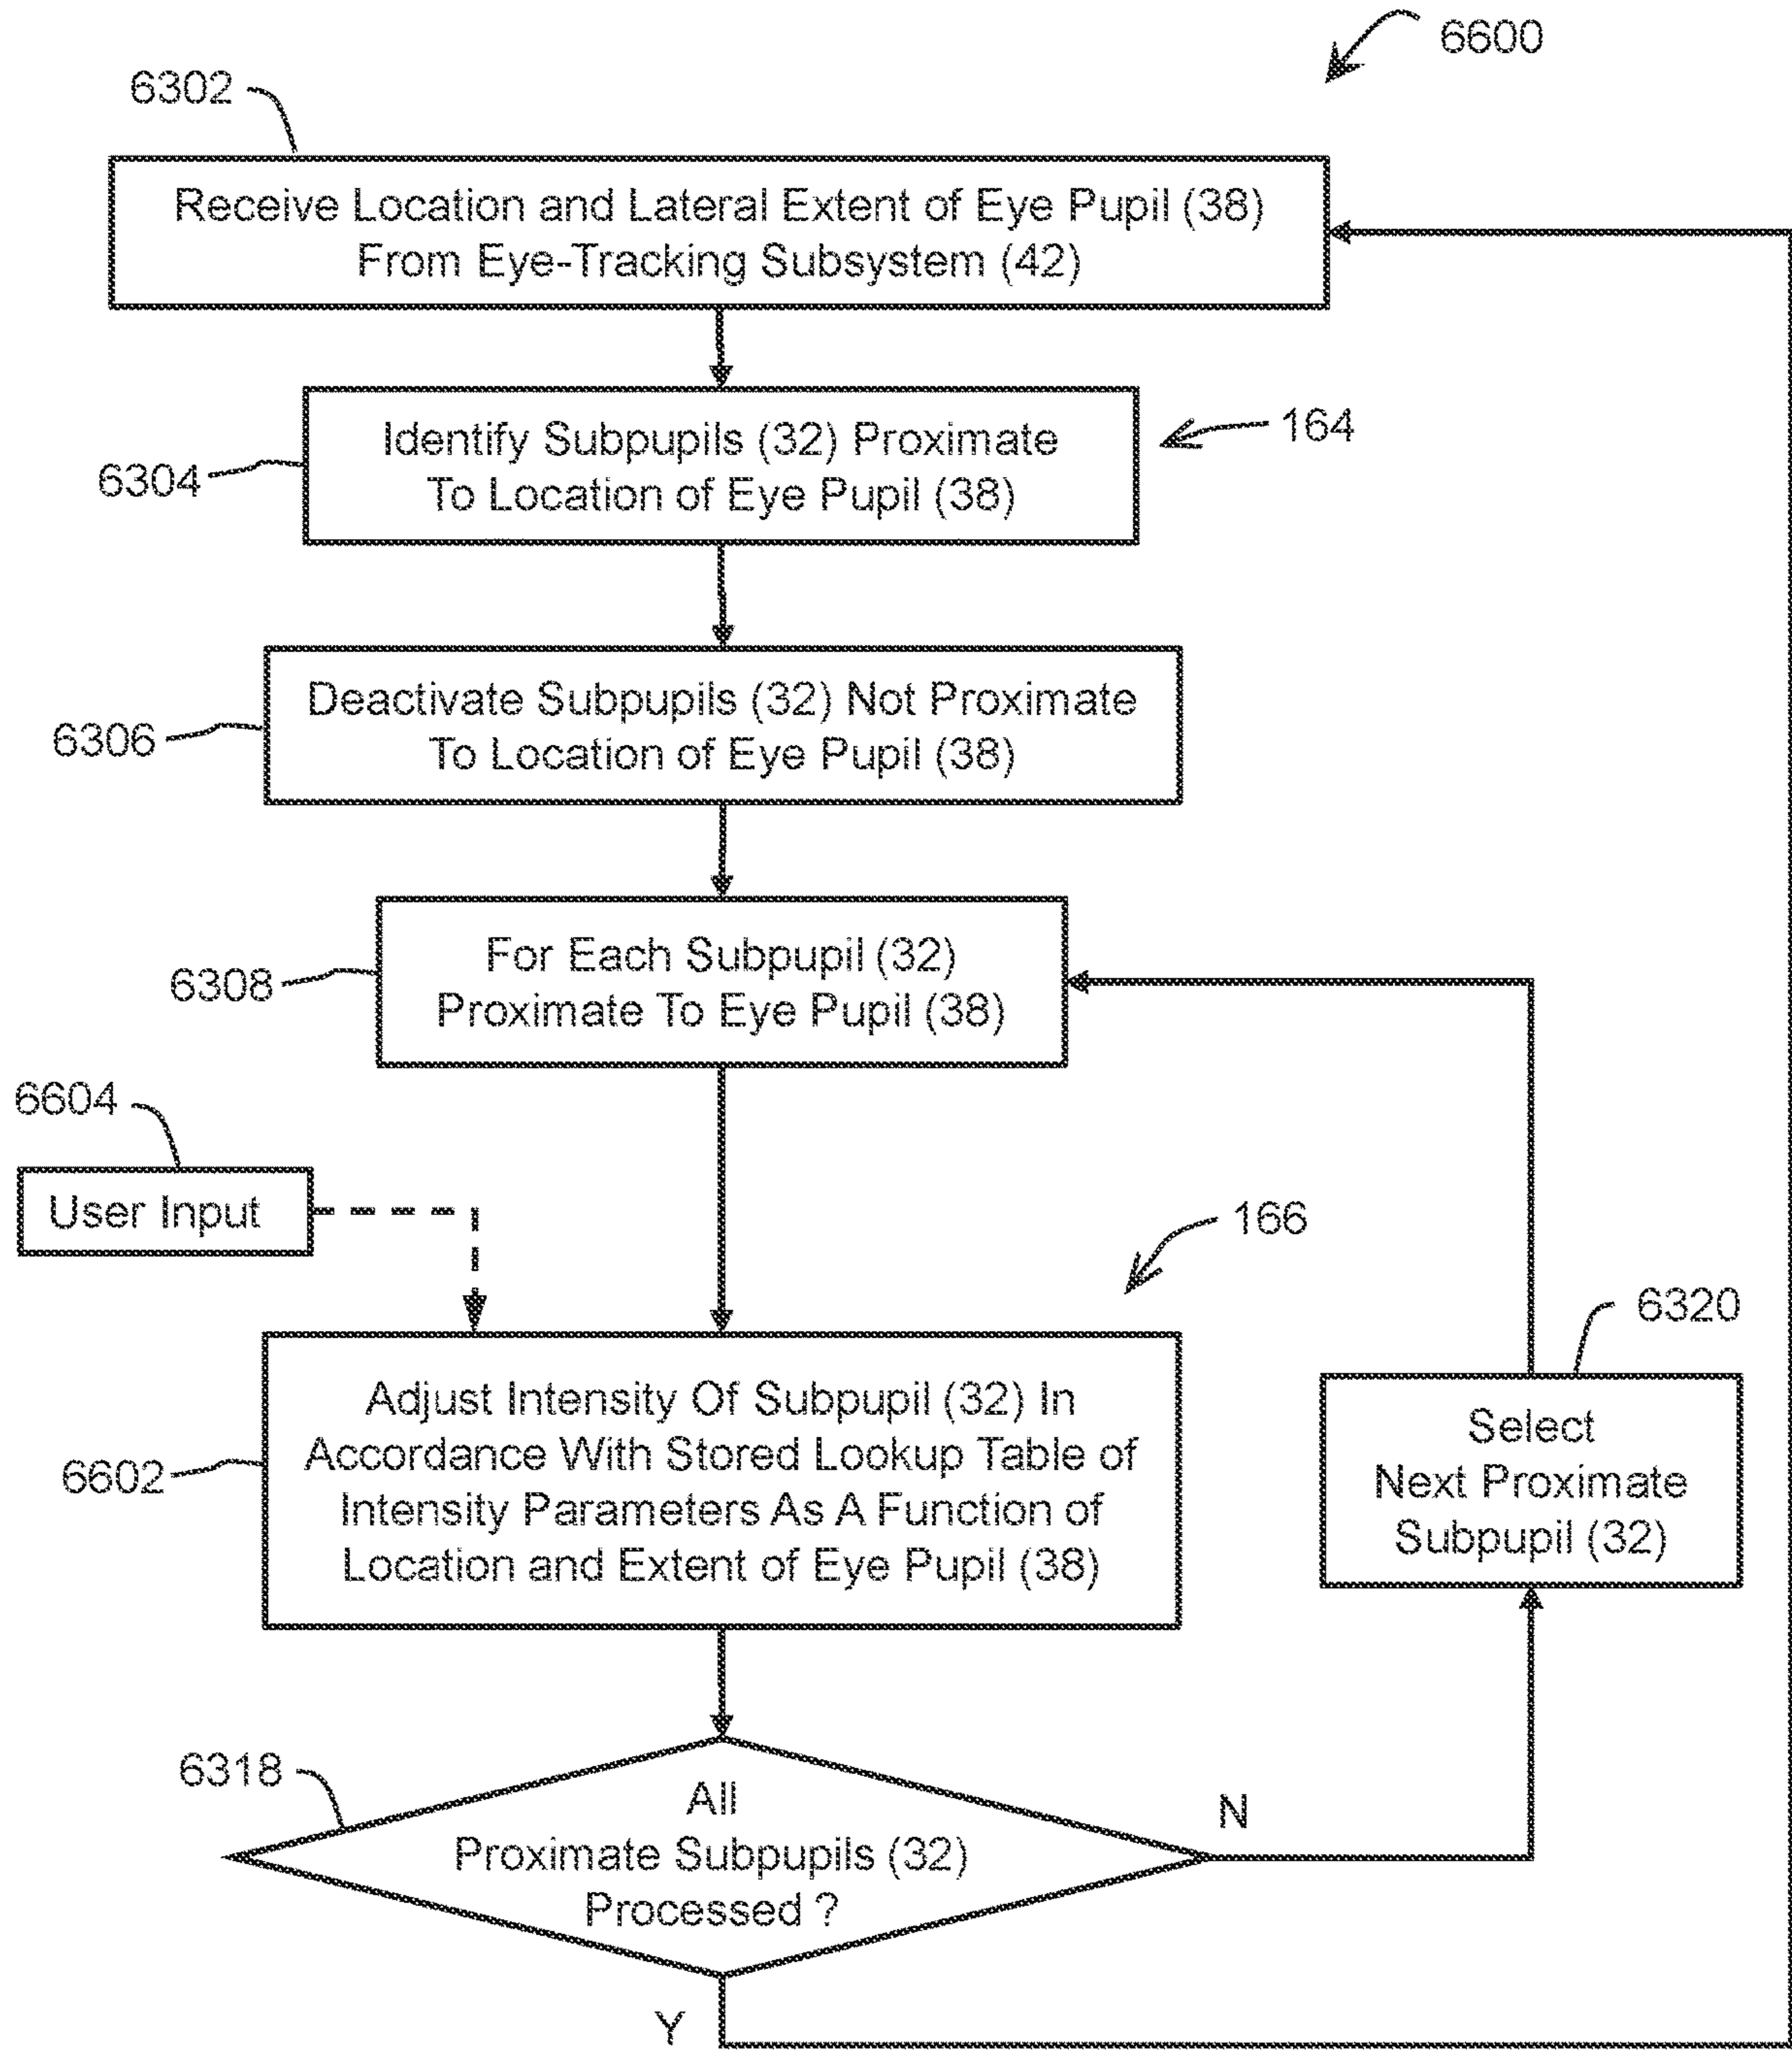 6600
6302
Receive Location and Lateral Extent of Eye Pupil (38)
From Eye-Tracking Subsystem (42)
164
Identify Subpupils (32) Proximate
To Location of Eye Pupil (38)
6304
Deactivate Subpupils (32) Not Proximate
To Location of Eye Pupil (38)
6306
For Each Subpupil (32)
Proximate To Eye Pupil (38)
6308
6604
User Input
166
6320
Adjust Intensity Of Subpupil (32) In
Accordance With Stored Lookup Table of
Intensity Parameters As A Function of
Location and Extent of Eye Pupil (38)
6602
Select
Next Proximate
Subpupil (32)
6318
All
Proximate Subpupils (32)
Processed ?
N
Y